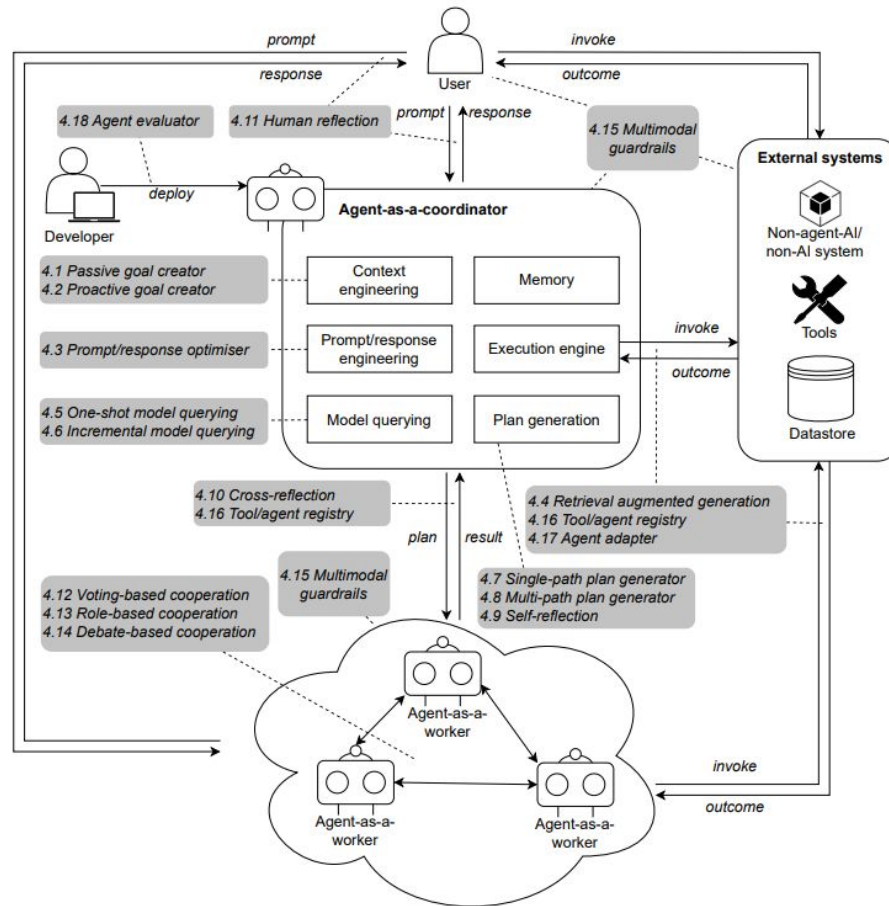 prompt
response
User
invoke
outcome
4.18 Agent evaluator
4.11 Human reflection
prompt
response
4.15 Multimodal
guardrails
Developer
deploy
Agent-as-a-coordinator
External systems
Non-agent-AI/
non-AI system
Tools
Datastore
4.1 Passive goal creator
4.2 Proactive goal creator
Context
engineering
Memory
4.3 Prompt/response optimiser
Prompt/response
engineering
Execution engine
invoke
outcome
4.5 One-shot model querying
4.6 Incremental model querying
Model querying
Plan generation
4.10 Cross-reflection
4.16 Tool/agent registry
plan
result
4.4 Retrieval augmented generation
4.16 Tool/agent registry
4.17 Agent adapter
4.12 Voting-based cooperation
4.13 Role-based cooperation
4.14 Debate-based cooperation
4.15 Multimodal
guardrails
4.7 Single-path plan generator
4.8 Multi-path plan generator
4.9 Self-reflection
Agent-as-a-
worker
Agent-as-a-
worker
Agent-as-a-
worker
invoke
outcome